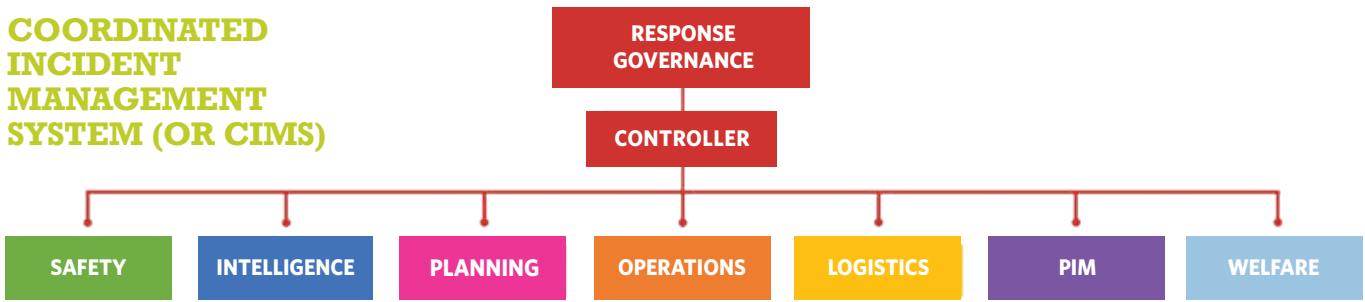 COORDINATED
INCIDENT
MANAGEMENT
SYSTEM (OR CIMS)
RESPONSE
GOVERNANCE
CONTROLLER
SAFETY
INTELLIGENCE
PLANNING
OPERATIONS
LOGISTICS
PIM
WELFARE